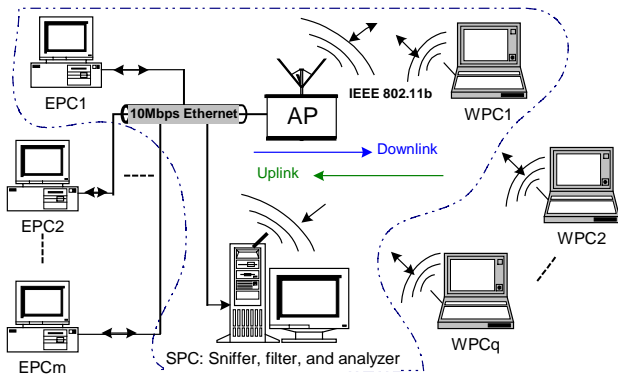 IEEE 802.11b
EPC1
10Mbps Ethernet
AP
WPC1
Downlink
Uplink
EPC2
WPC2
WPCq
SPC: Sniffer, filter, and analyzer
EPCm